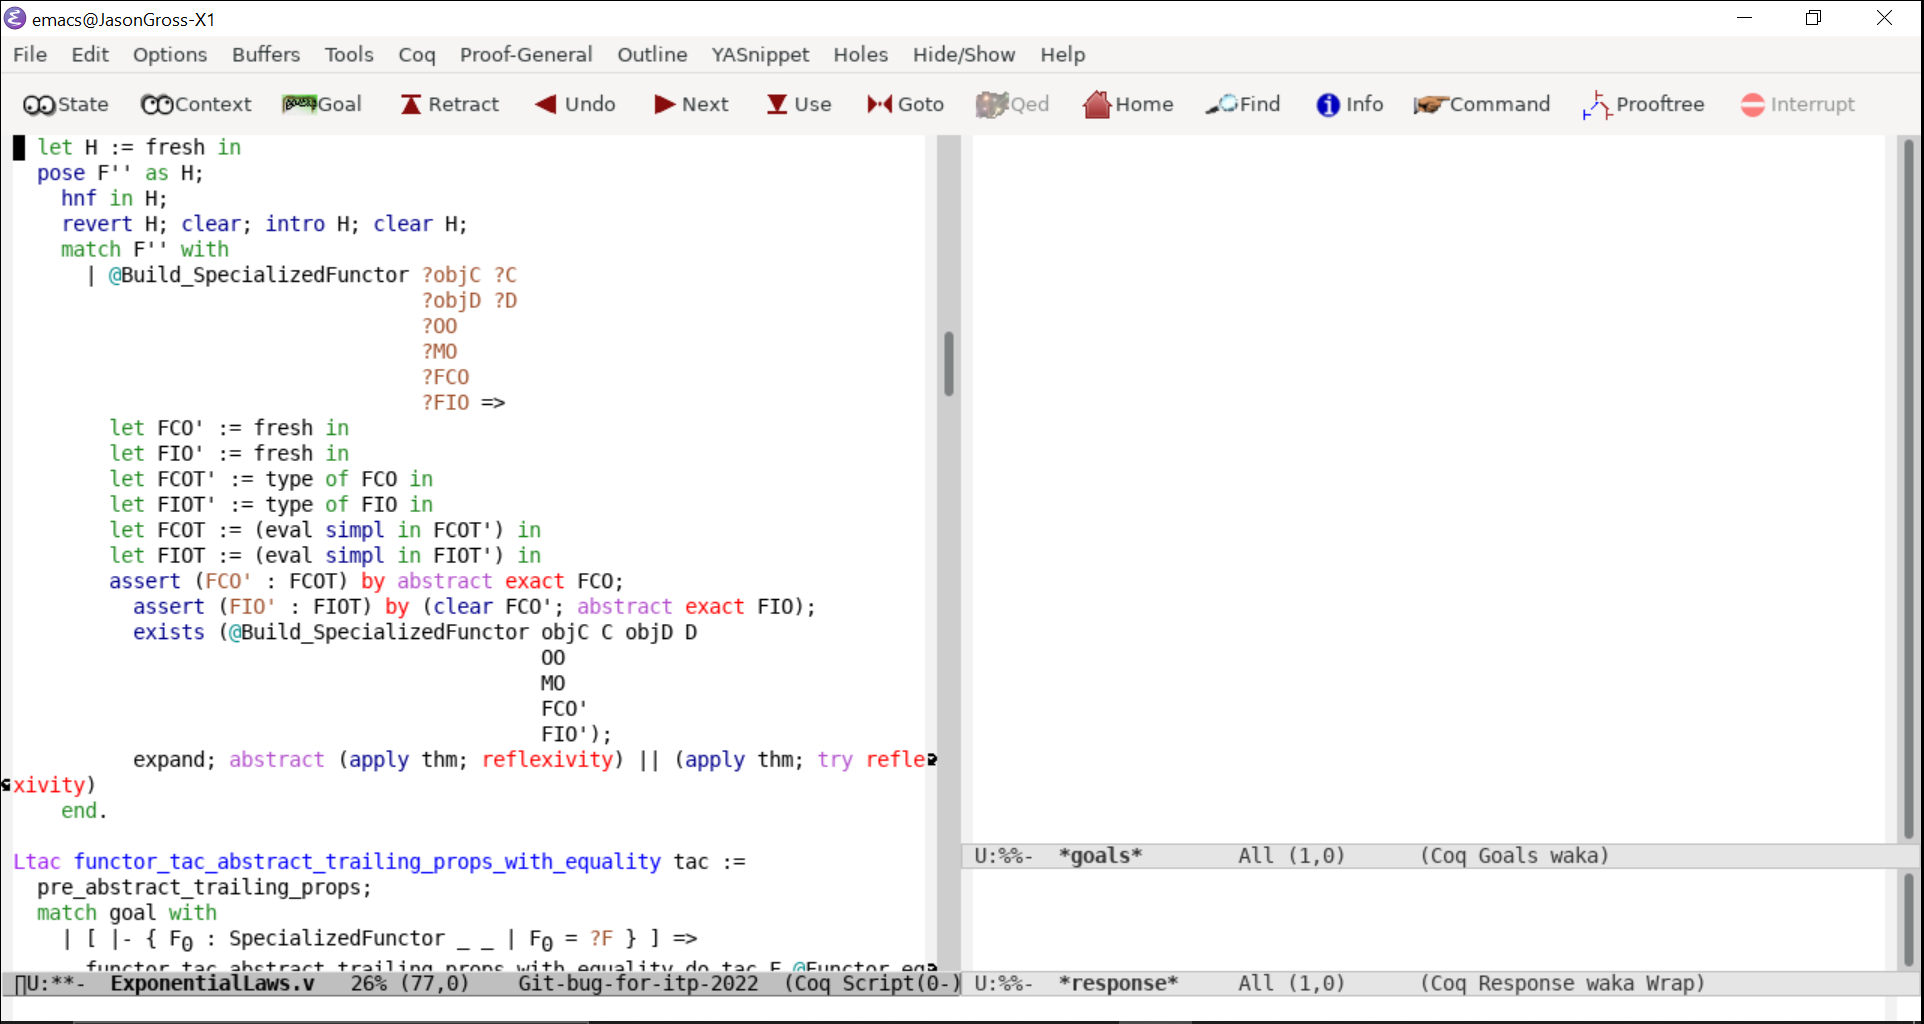 emacs@JasonGross-X1
File Edit Options Buffers Tools Coq Proof-General Outline YASnippet Holes Hide/Show Help
State Context Goal Retract Undo Next Use Goto Qed Home Find Info Command Prooftree Interrupt
let H := fresh in
pose F'' as H;
hnf in H;
revert H; clear; intro H; clear H;
match F'' with
| @Build_SpecializedFunctor ?objC ?C
?objD ?D
?OO
?MO
?FCO
?FIO =>
let FCO' := fresh in
let FIO' := fresh in
let FCOT' := type of FCO in
let FIOT' := type of FIO in
let FCOT := (eval simpl in FCOT') in
let FIOT := (eval simpl in FIOT') in
assert (FCO' : FCOT) by abstract exact FCO;
assert (FIO' : FIOT) by (clear FCO'; abstract exact FIO);
exists (@Build_SpecializedFunctor objC C objD D
OO
MO
FCO'
FIO');
expand; abstract (apply thm; reflexivity) || (apply thm; try refle
xivity)
end.
Ltac functor_tac_abstract_trailing_props_with_equality tac :=
pre_abstract_trailing_props;
match goal with
| [ |- { F0 : SpecializedFunctor _ _ | F0 = ?F } ] =>
functor_tac_abstract_trailing_props_with_equality_do tac F @Functor_eq
U:**- ExponentialLaws.v 26% (77,0) Git-bug-for-itp-2022 (Coq Script(0-)
U:%%- *goals* All (1,0) (Coq Goals waka)
U:%%- *response* All (1,0) (Coq Response waka Wrap)